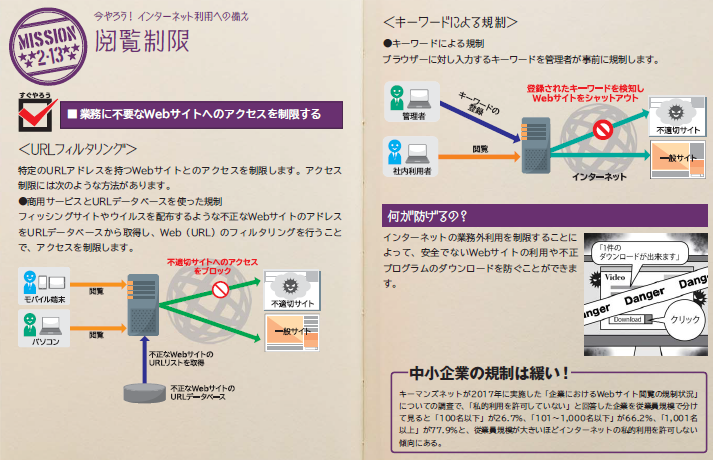 MISSION
2-13
今やろう! インターネット利用への備え
閲覧制限
すぐやろう
■ 業務に不要なWebサイトへのアクセスを制限する
<URLフィルタリング>
特定のURLアドレスを持つWebサイトとのアクセスを制限します。アクセス
制限には次のような方法があります。
●商用サービスとURLデータベースを使った規制
フィッシングサイトやウイルスを配布するような不正なWebサイトのアドレス
をURLデータベースから取得し、Web(URL)のフィルタリングを行うこと
で、アクセスを制限します。
不適切サイトへのアクセス
をブロック
モバイル端末
閲覧
不適切サイト
パソコン
閲覧
一般サイト
不正なWebサイトの
URLリストを取得
不正なWebサイトの
URLデータベース
<キーワードによる規制>
●キーワードによる規制
ブラウザーに対し入力するキーワードを管理者が事前に規制します。
登録されたキーワードを検知し
Webサイトをシャットアウト
管理者
キーワードの
登録
不適切サイト
社内利用者
閲覧
インターネット
一般サイト
何が防げるの?
インターネットの業務外利用を制限することに
よって、安全でないWebサイトの利用や不正
プログラムのダウンロードを防ぐことができま
す。
「1件の
ダウンロードが出来ます」
Video
Danger Danger Dang
Download
クリック
中小企業の規制は緩い!
キーマンズネットが2017年に実施した「企業におけるWebサイト閲覧の規制状況」
についての調査で、「私的利用を許可していない」と回答した企業を従業員規模で分け
て見ると「100名以下」が26.7%、「101~1,000名以下」が66.2%、「1,001名
以上」が77.9%と、従業員規模が大きいほどインターネットの私的利用を許可しない
傾向にある。